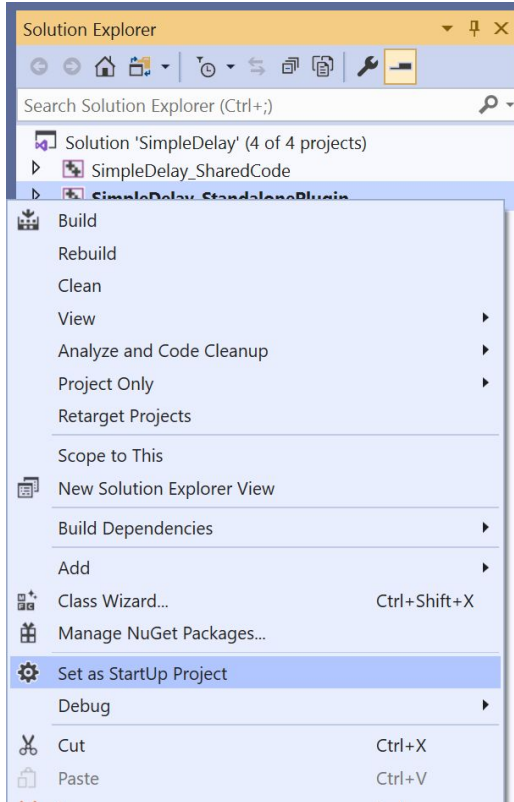 Solution Explorer
Search Solution Explorer (Ctrl+;)
Solution 'SimpleDelay' (4 of 4 projects)
SimpleDelay_SharedCode
SimpleDelay_StandalonePlugin
Build
Rebuild
Clean
View
Analyze and Code Cleanup
Project Only
Retarget Projects
Scope to This
New Solution Explorer View
Build Dependencies
Add
Class Wizard... Ctrl+Shift+X
Manage NuGet Packages...
Set as StartUp Project
Debug
Cut Ctrl+X
Paste Ctrl+V